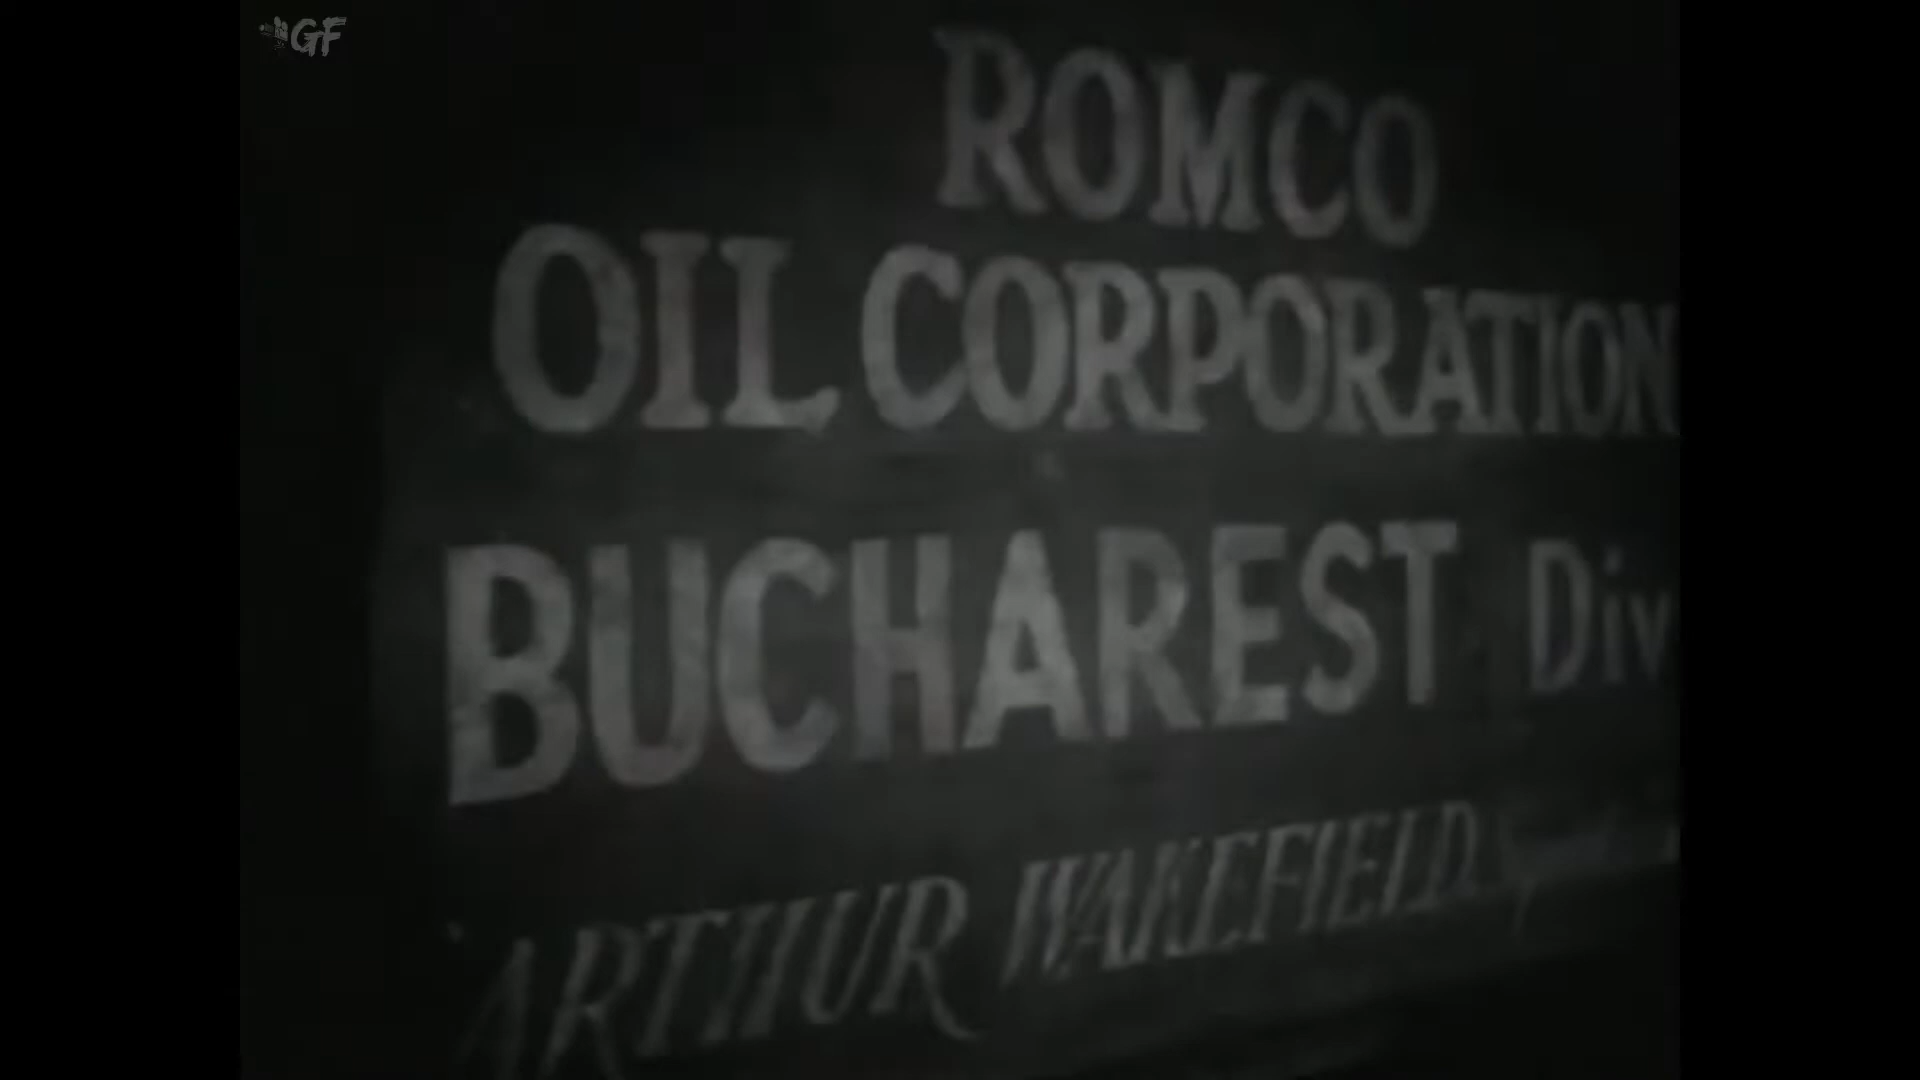 GF
ROMCO
OIL CORPORATION
BUCHAREST Div
ARTHUR WAKEFIELD